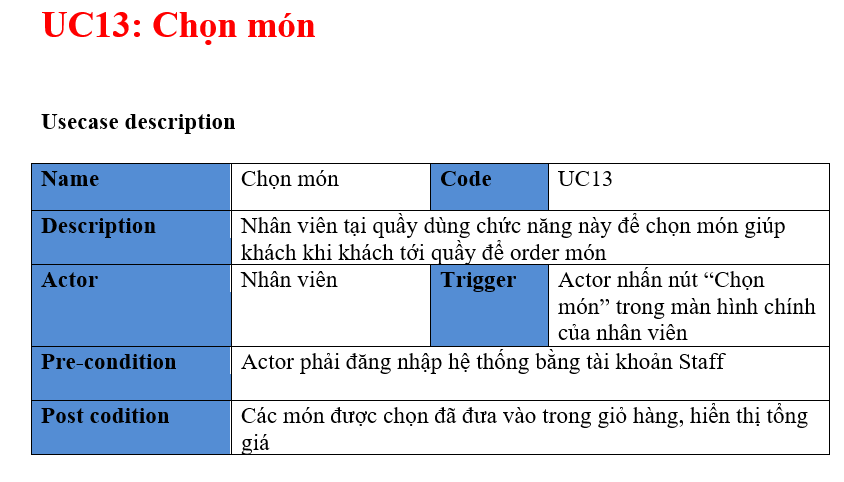 UC13: Chọn món
Usecase description
Name Chọn món Code UC13
Description Nhân viên tại quầy dùng chức năng này để chọn món giúp
khách khi khách tới quầy để order món
Actor Nhân viên Trigger Actor nhấn nút “Chọn
món” trong màn hình chính
của nhân viên
Pre-condition Actor phải đăng nhập hệ thống bằng tài khoản Staff
Post codition Các món được chọn đã đưa vào trong giỏ hàng, hiển thị tổng
giá